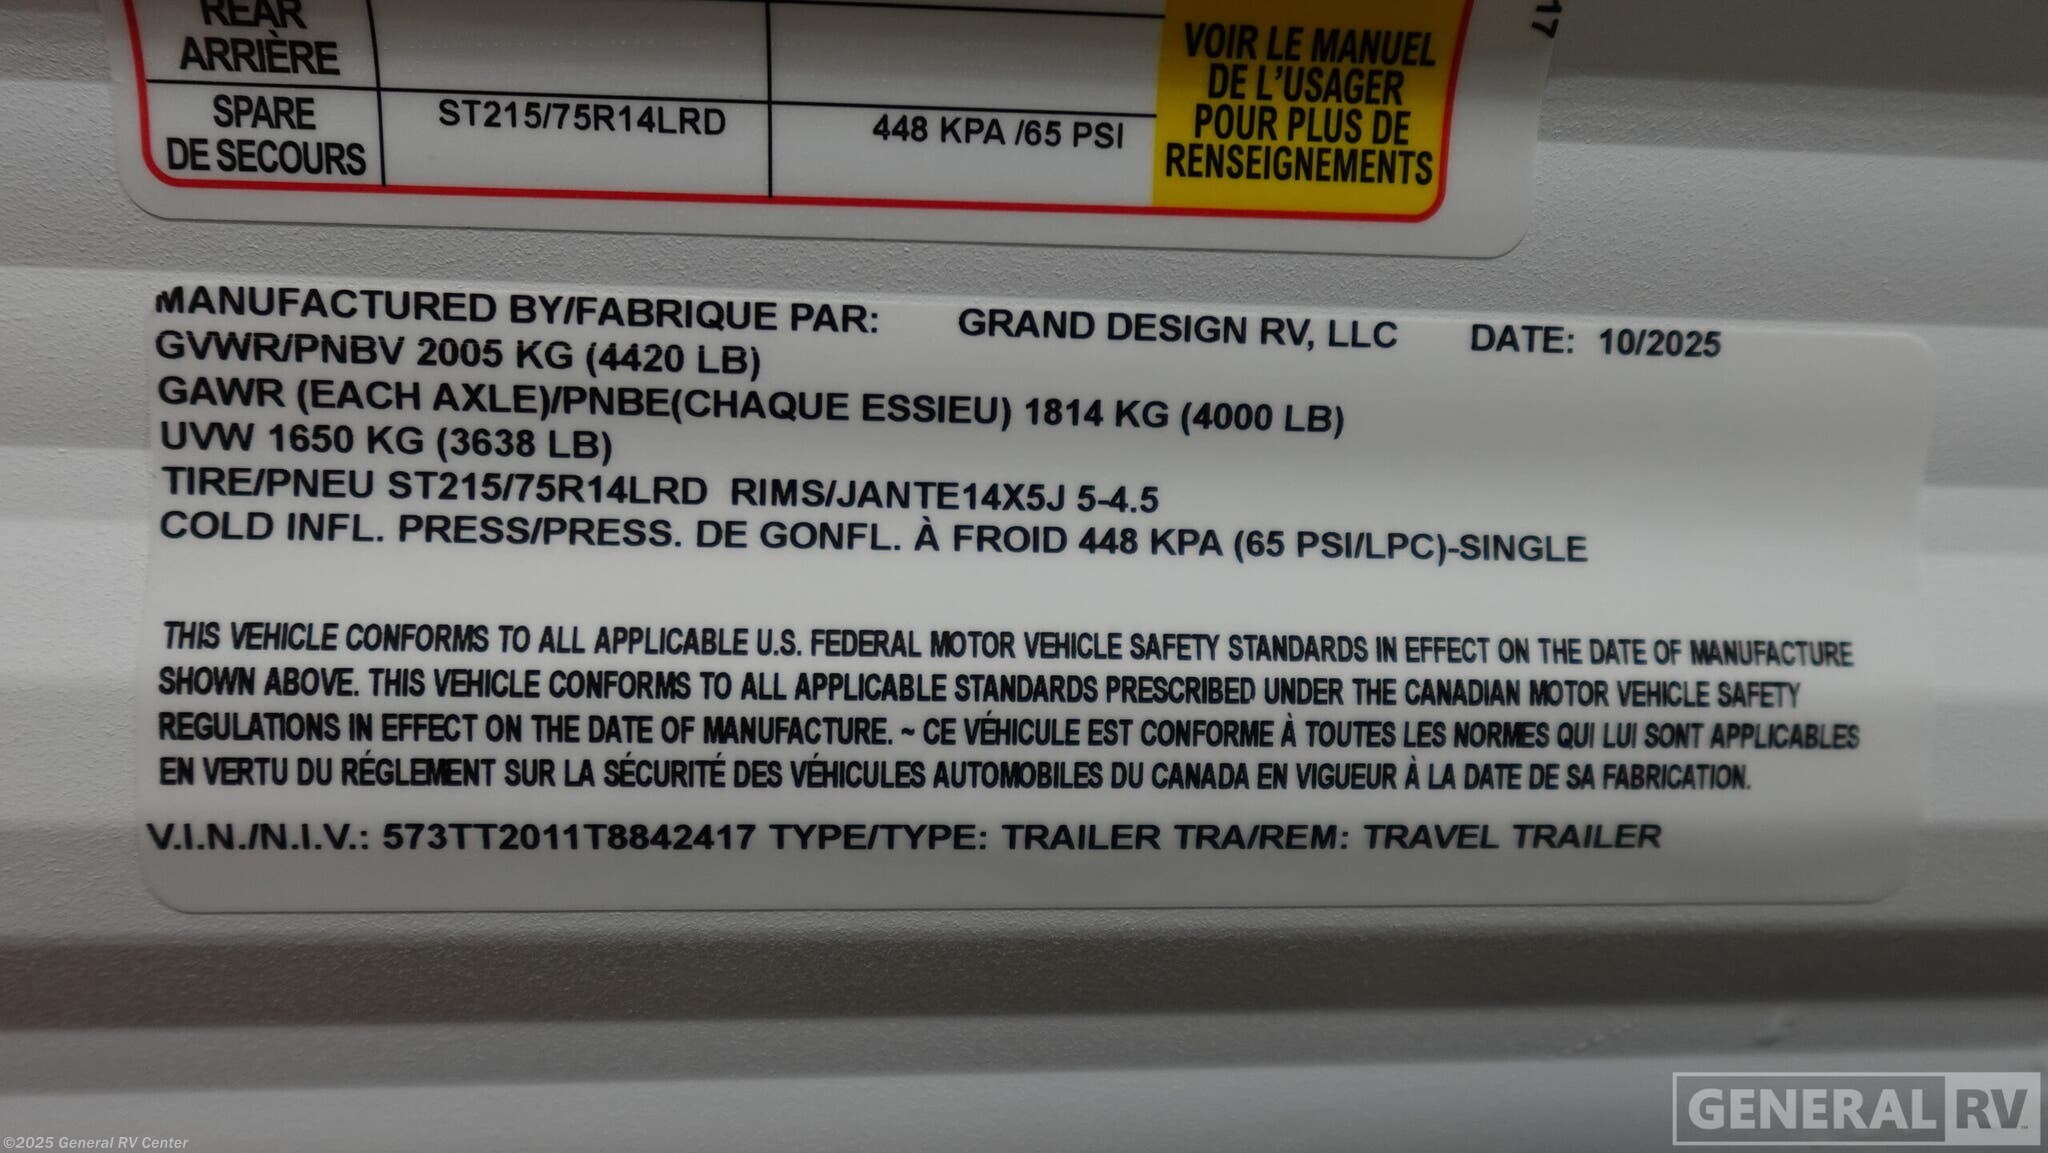 REAR
ARRIÈRE
VOIR LE MANUEL
DE L'USAGER
POUR PLUS DE
RENSEIGNEMENTS
SPARE
DE SECOURS
ST215/75R14LRD
448 KPA /65 PSI
17
MANUFACTURED BY/FABRIQUE PAR: GRAND DESIGN RV, LLC DATE: 10/2025
GVWR/PNBV 2005 KG (4420 LB)
GAWR (EACH AXLE)/PNBE(CHAQUE ESSIEU) 1814 KG (4000 LB)
UVW 1650 KG (3638 LB)
TIRE/PNEU ST215/75R14LRD RIMS/JANTE14X5J 5-4.5
COLD INFL. PRESS/PRESS. DE GONFL. À FROID 448 KPA (65 PSI/LPC)-SINGLE
THIS VEHICLE CONFORMS TO ALL APPLICABLE U.S. FEDERAL MOTOR VEHICLE SAFETY STANDARDS IN EFFECT ON THE DATE OF MANUFACTURE
SHOWN ABOVE. THIS VEHICLE CONFORMS TO ALL APPLICABLE STANDARDS PRESCRIBED UNDER THE CANADIAN MOTOR VEHICLE SAFETY
REGULATIONS IN EFFECT ON THE DATE OF MANUFACTURE. ~ CE VÉHICULE EST CONFORME À TOUTES LES NORMES QUI LUI SONT APPLICABLES
EN VERTU DU RÉGLEMENT SUR LA SÉCURITÉ DES VÉHICULES AUTOMOBILES DU CANADA EN VIGUEUR À LA DATE DE SA FABRICATION.
V.I.N./N.I.V.: 573TT2011T8842417 TYPE/TYPE: TRAILER TRA/REM: TRAVEL TRAILER
GENERAL RV
©2025 General RV Center